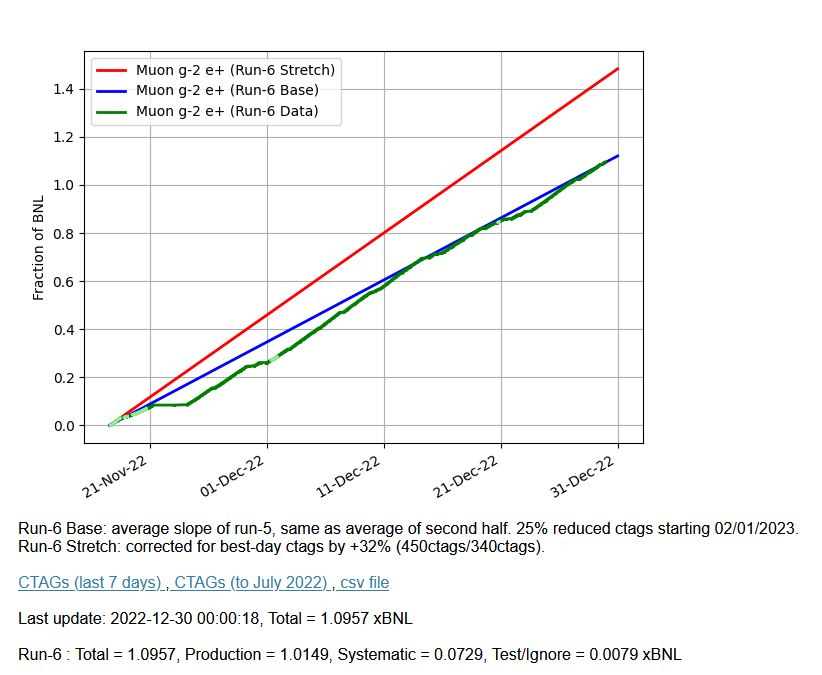 Muon g-2 e+ (Run-6 Stretch)
Muon g-2 e+ (Run-6 Base)
Muon g-2 e+ (Run-6 Data)
Fraction of BNL
1.4
1.2
1.0
0.8
0.6
0.4
0.2
0.0
21-Nov-22
01-Dec-22
11-Dec-22
21-Dec-22
31-Dec-22
Run-6 Base: average slope of run-5, same as average of second half. 25% reduced ctags starting 02/01/2023.
Run-6 Stretch: corrected for best-day ctags by +32% (450ctags/340ctags).
CTAGs (last 7 days) , CTAGs (to July 2022) , csv file
Last update: 2022-12-30 00:00:18, Total = 1.0957 xBNL
Run-6 : Total = 1.0957, Production = 1.0149, Systematic = 0.0729, Test/Ignore = 0.0079 xBNL